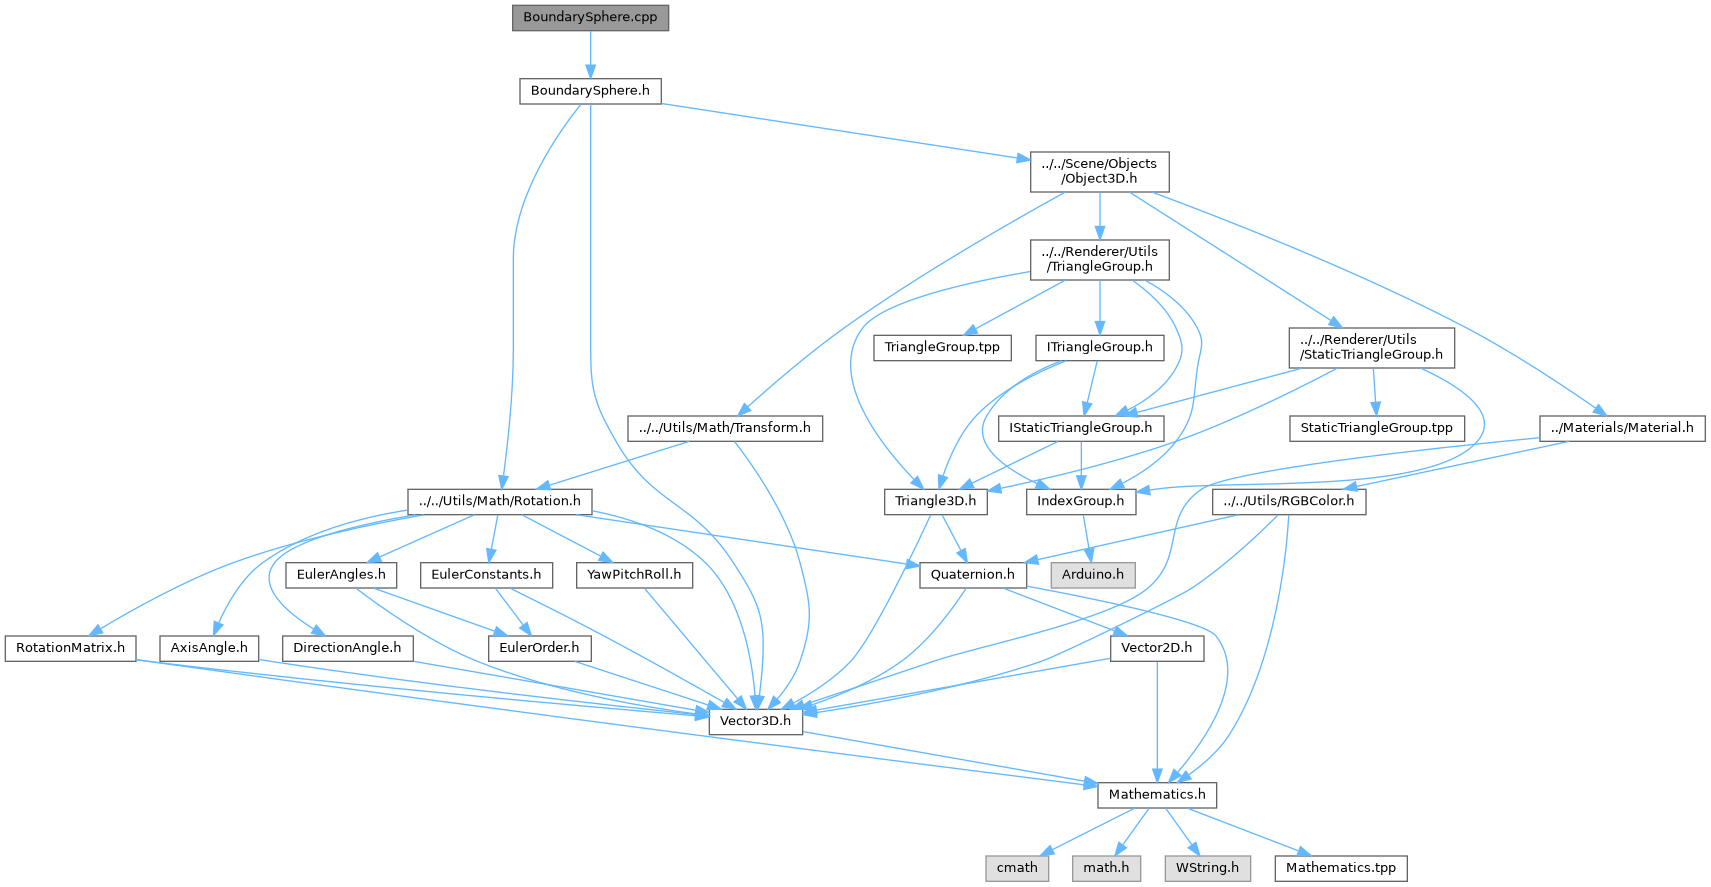 BoundarySphere.cpp
BoundarySphere.h
../../Scene/Objects
/Object3D.h
../../Renderer/Utils
/TriangleGroup.h
TriangleGroup.tpp
ITriangleGroup.h
../../Renderer/Utils
/StaticTriangleGroup.h
../../Utils/Math/Transform.h
IStaticTriangleGroup.h
StaticTriangleGroup.tpp
../Materials/Material.h
../../Utils/Math/Rotation.h
Triangle3D.h
IndexGroup.h
../../Utils/RGBColor.h
EulerAngles.h
EulerConstants.h
YawPitchRoll.h
Quaternion.h
Arduino.h
RotationMatrix.h
AxisAngle.h
DirectionAngle.h
EulerOrder.h
Vector2D.h
Vector3D.h
Mathematics.h
cmath
math.h
WString.h
Mathematics.tpp